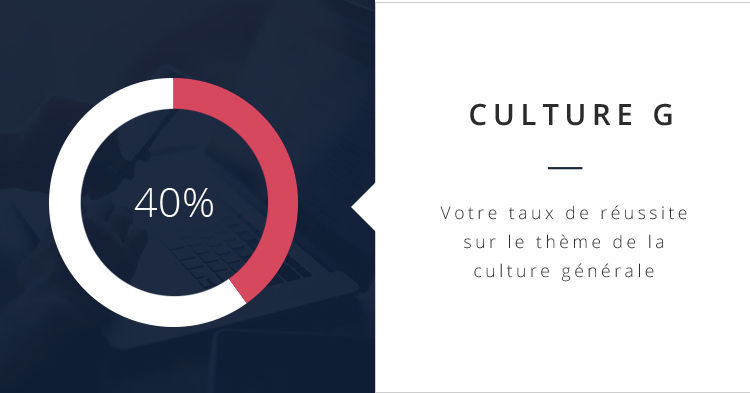 40%
CULTURE G
Votre taux de réussite
sur le thème de la
culture générale